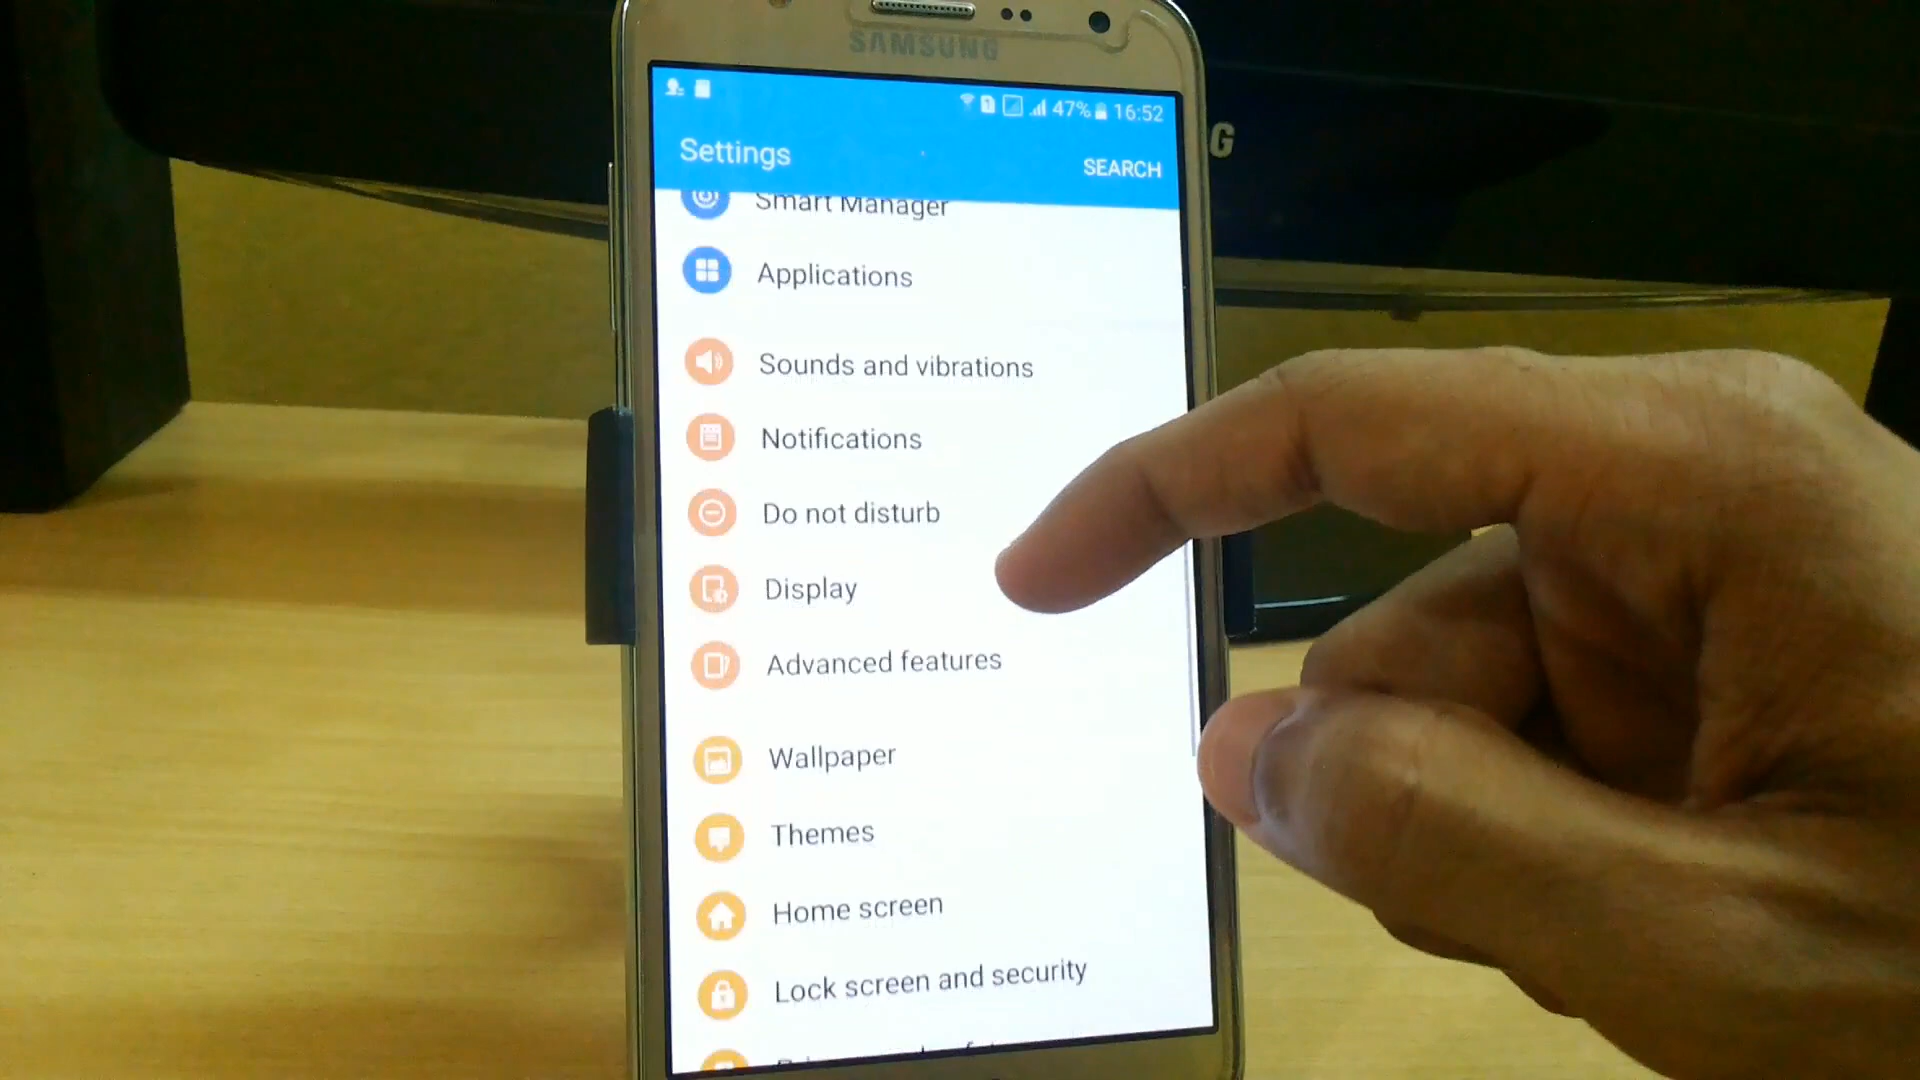 SAMSUNG
47% 16:52
Settings
SEARCH
Smart Manager
Applications
Sounds and vibrations
Notifications
Do not disturb
Display
Advanced features
Wallpaper
Themes
Home screen
Lock screen and security
G